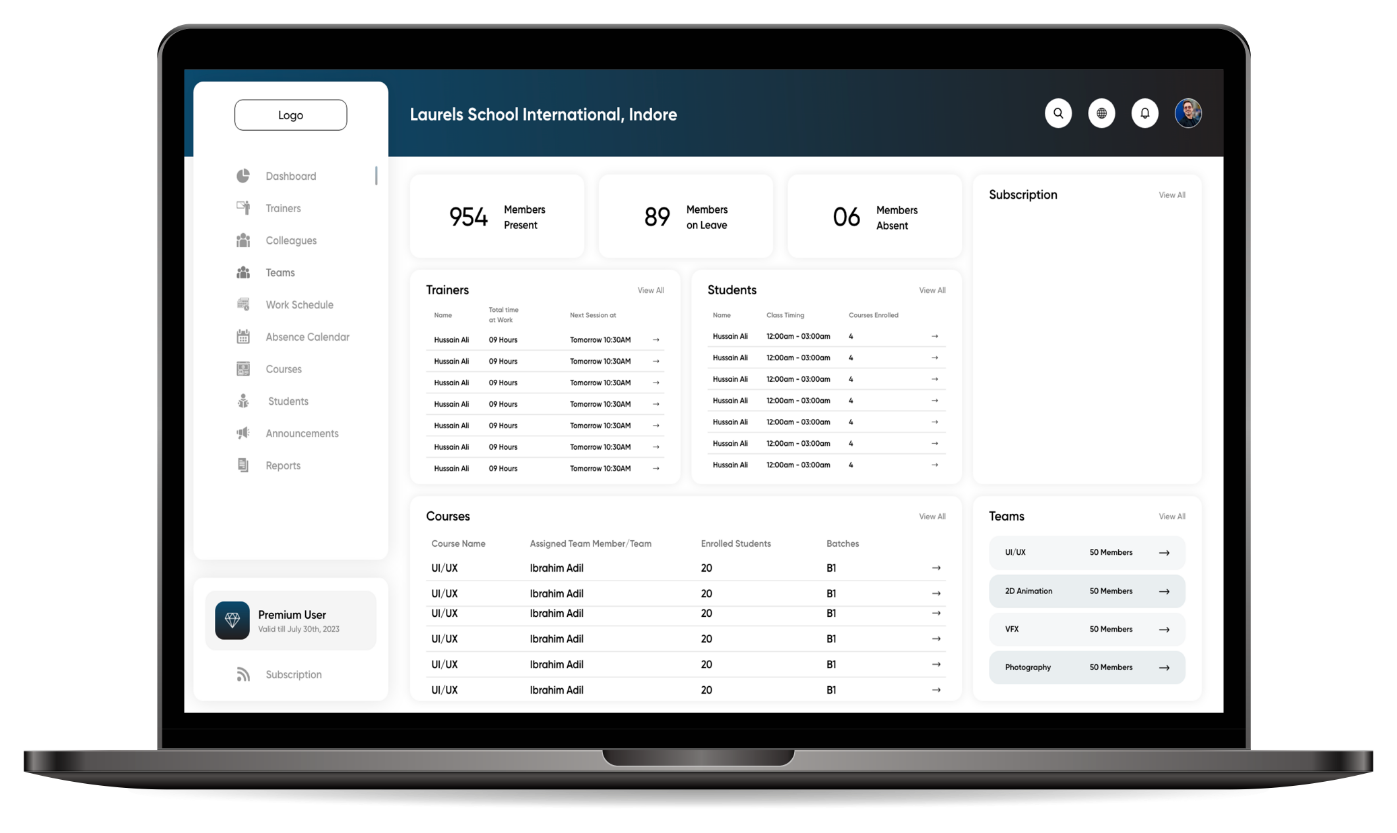 Logo
Laurels School International, Indore
Dashboard
Trainers
Colleagues
Teams
Work Schedule
Absence Calendar
Courses
Students
Announcements
Reports
Premium User
Valid till July 30th, 2023
Subscription
954 Members Present
89 Members on Leave
06 Members Absent
Subscription View All
Trainers View All
Name Total time at Work Next Session at
Hussain Ali 09 Hours Tomorrow 10:30AM →
Hussain Ali 09 Hours Tomorrow 10:30AM →
Hussain Ali 09 Hours Tomorrow 10:30AM →
Hussain Ali 09 Hours Tomorrow 10:30AM →
Hussain Ali 09 Hours Tomorrow 10:30AM →
Hussain Ali 09 Hours Tomorrow 10:30AM →
Hussain Ali 09 Hours Tomorrow 10:30AM →
Students View All
Name Class Timing Courses Enrolled
Hussain Ali 12:00am - 03:00am 4 →
Hussain Ali 12:00am - 03:00am 4 →
Hussain Ali 12:00am - 03:00am 4 →
Hussain Ali 12:00am - 03:00am 4 →
Hussain Ali 12:00am - 03:00am 4 →
Hussain Ali 12:00am - 03:00am 4 →
Hussain Ali 12:00am - 03:00am 4 →
Courses View All
Course Name Assigned Team Member/Team Enrolled Students Batches
UI/UX Ibrahim Adil 20 B1 →
UI/UX Ibrahim Adil 20 B1 →
UI/UX Ibrahim Adil 20 B1 →
UI/UX Ibrahim Adil 20 B1 →
UI/UX Ibrahim Adil 20 B1 →
UI/UX Ibrahim Adil 20 B1 →
Teams View All
UI/UX 50 Members →
2D Animation 50 Members →
VFX 50 Members →
Photography 50 Members →